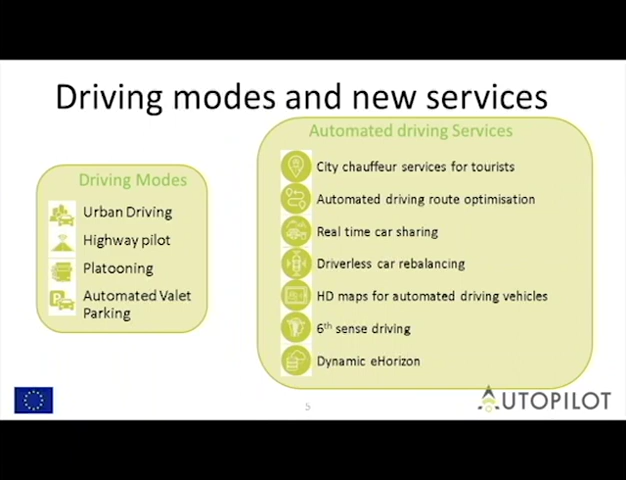 Driving modes and new services
Driving Modes
Urban Driving
Highway pilot
Platooning
Automated Valet
Parking
Automated driving Services
City chauffeur services for tourists
Automated driving route optimisation
Real time car sharing
Driverless car rebalancing
HD maps for automated driving vehicles
6th sense driving
Dynamic eHorizon
5
AUTOPILOT